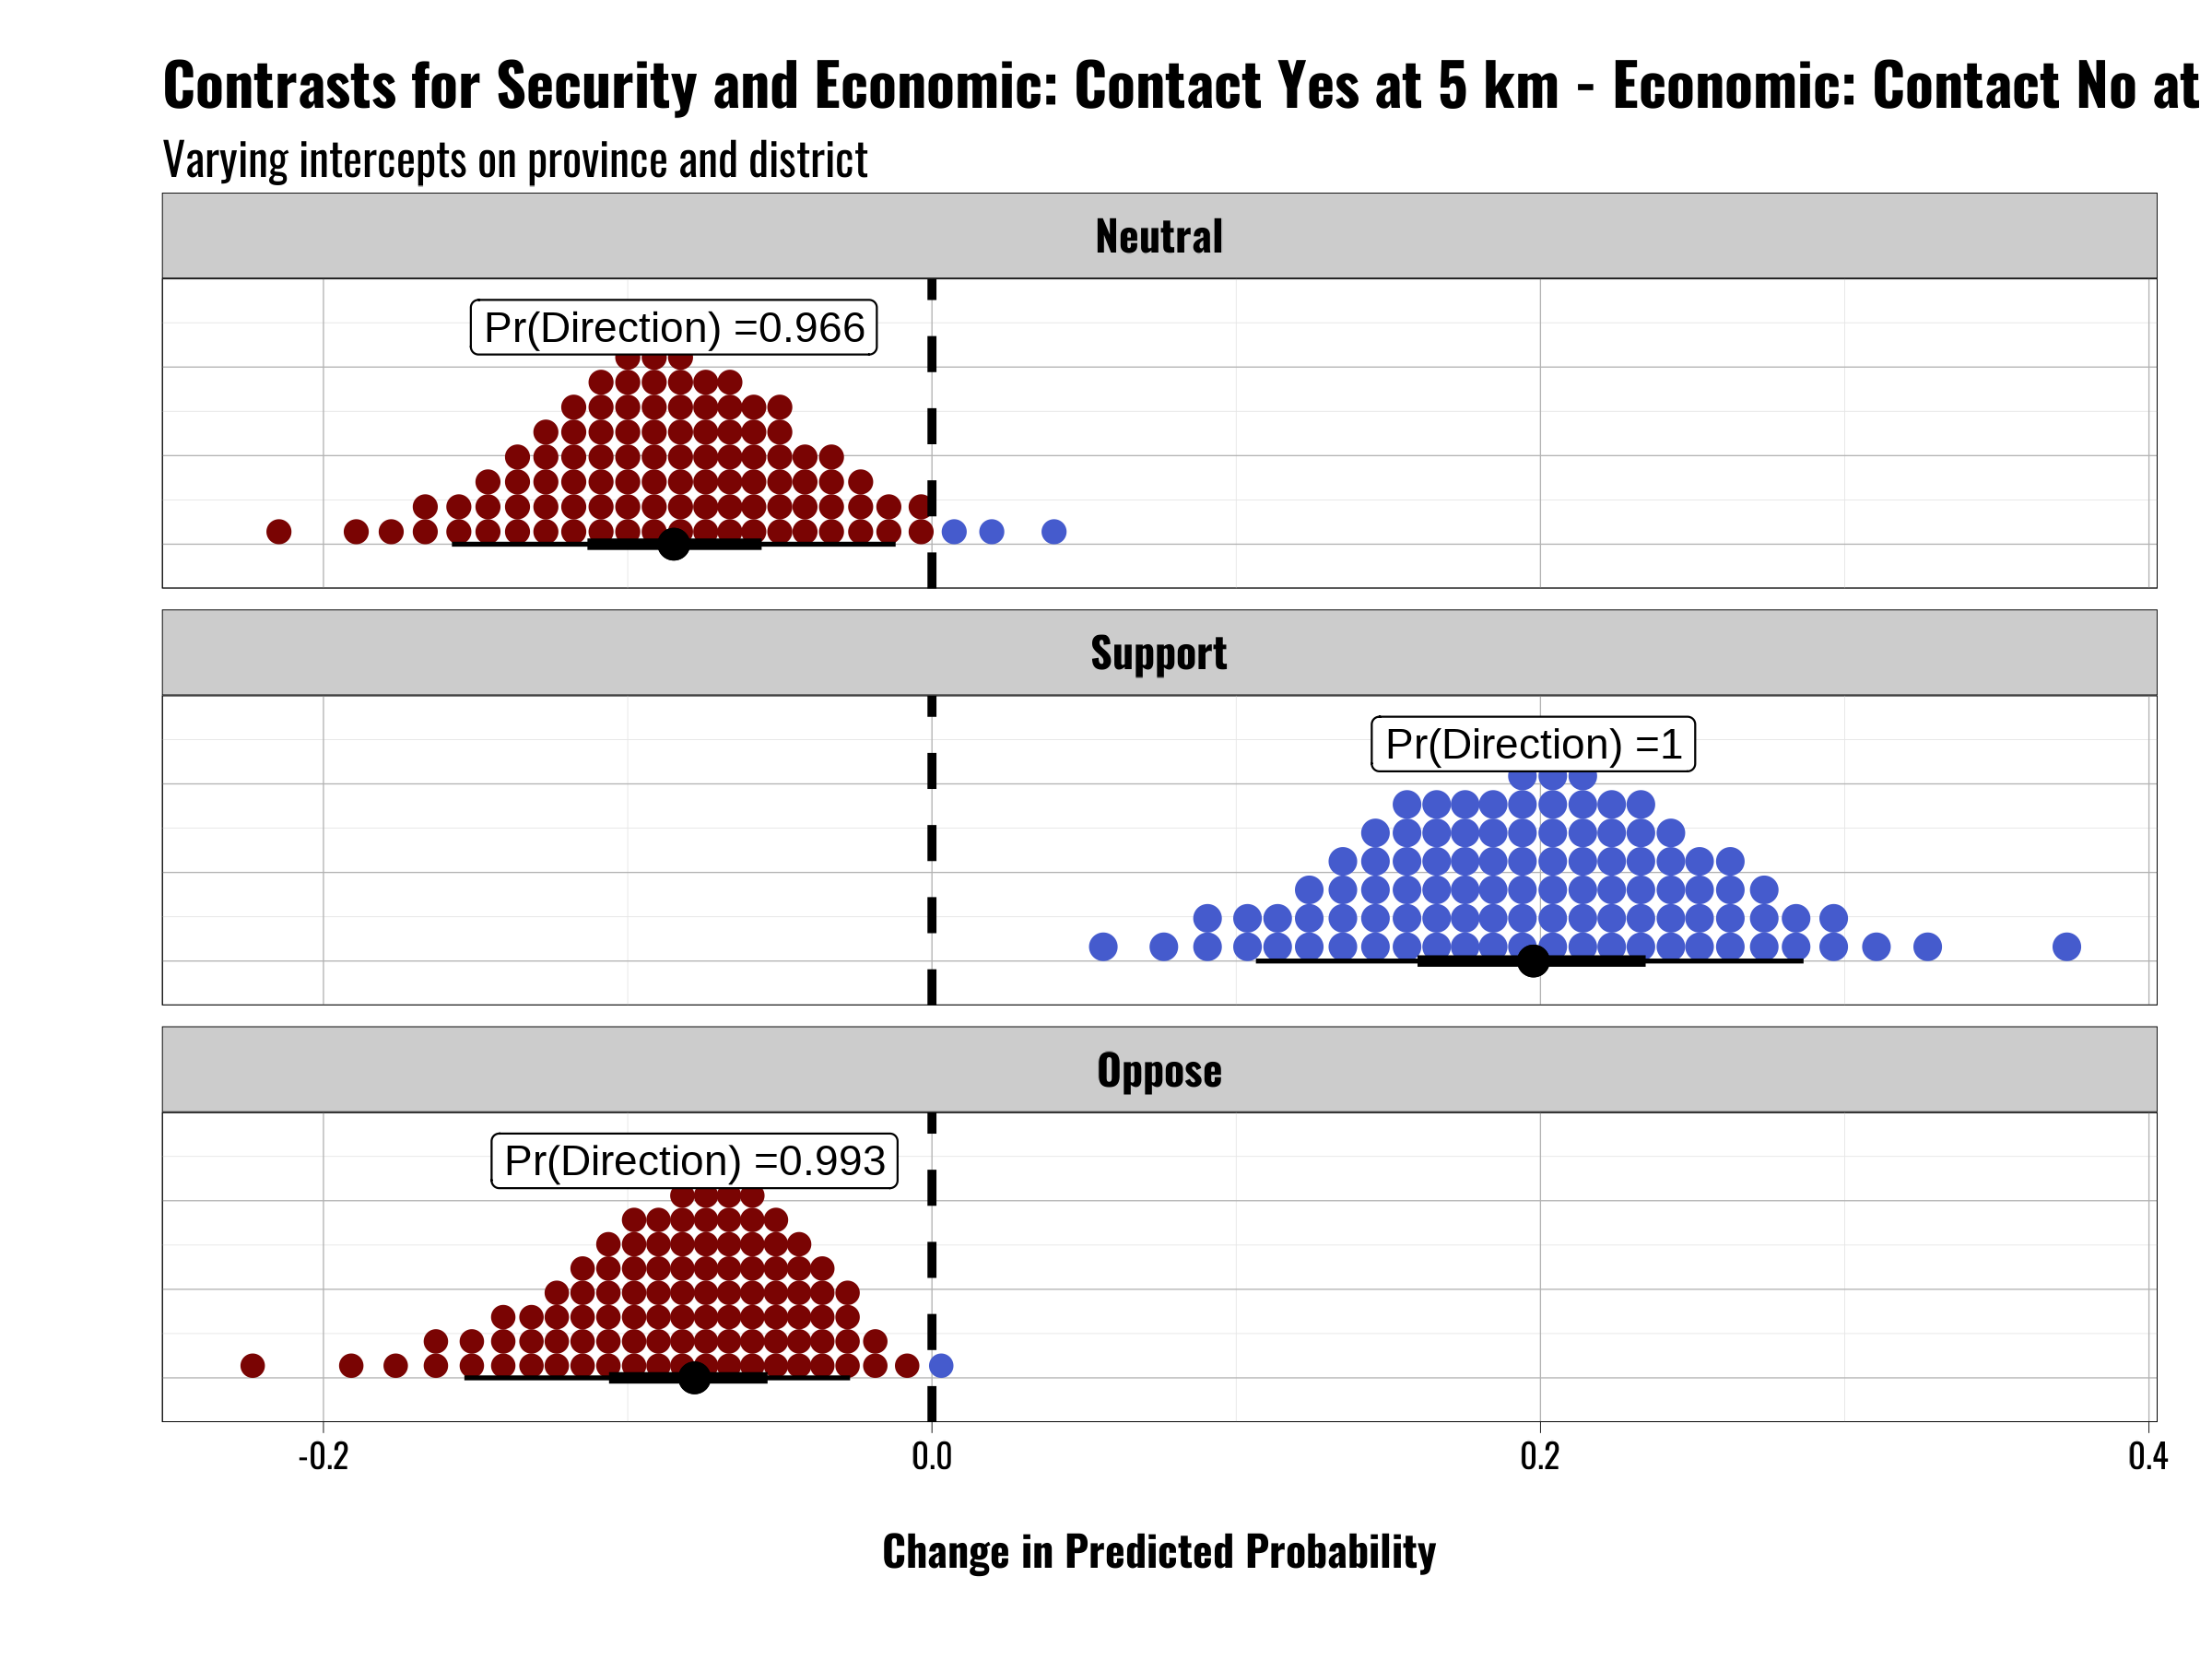 Contrasts for Security and Economic: Contact Yes at 5 km - Economic: Contact No at
Varying intercepts on province and district
Neutral
Pr(Direction) =0.966
Support
Pr(Direction) =1
Oppose
Pr(Direction) =0.993
-0.2 0.0 0.2 0.4
Change in Predicted Probability